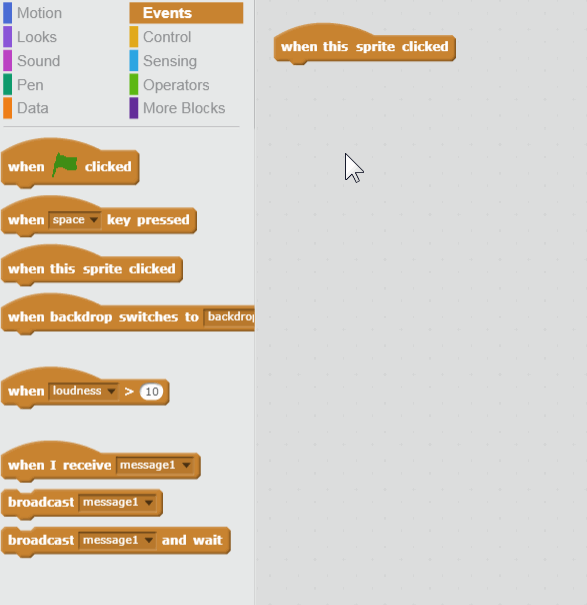 Motion Events
Looks Control
Sound Sensing
Pen Operators
Data More Blocks
when this sprite clicked
when clicked
when space key pressed
when this sprite clicked
when backdrop switches to backdrop
when loudness > 10
when I receive message1
broadcast message1
broadcast message1 and wait